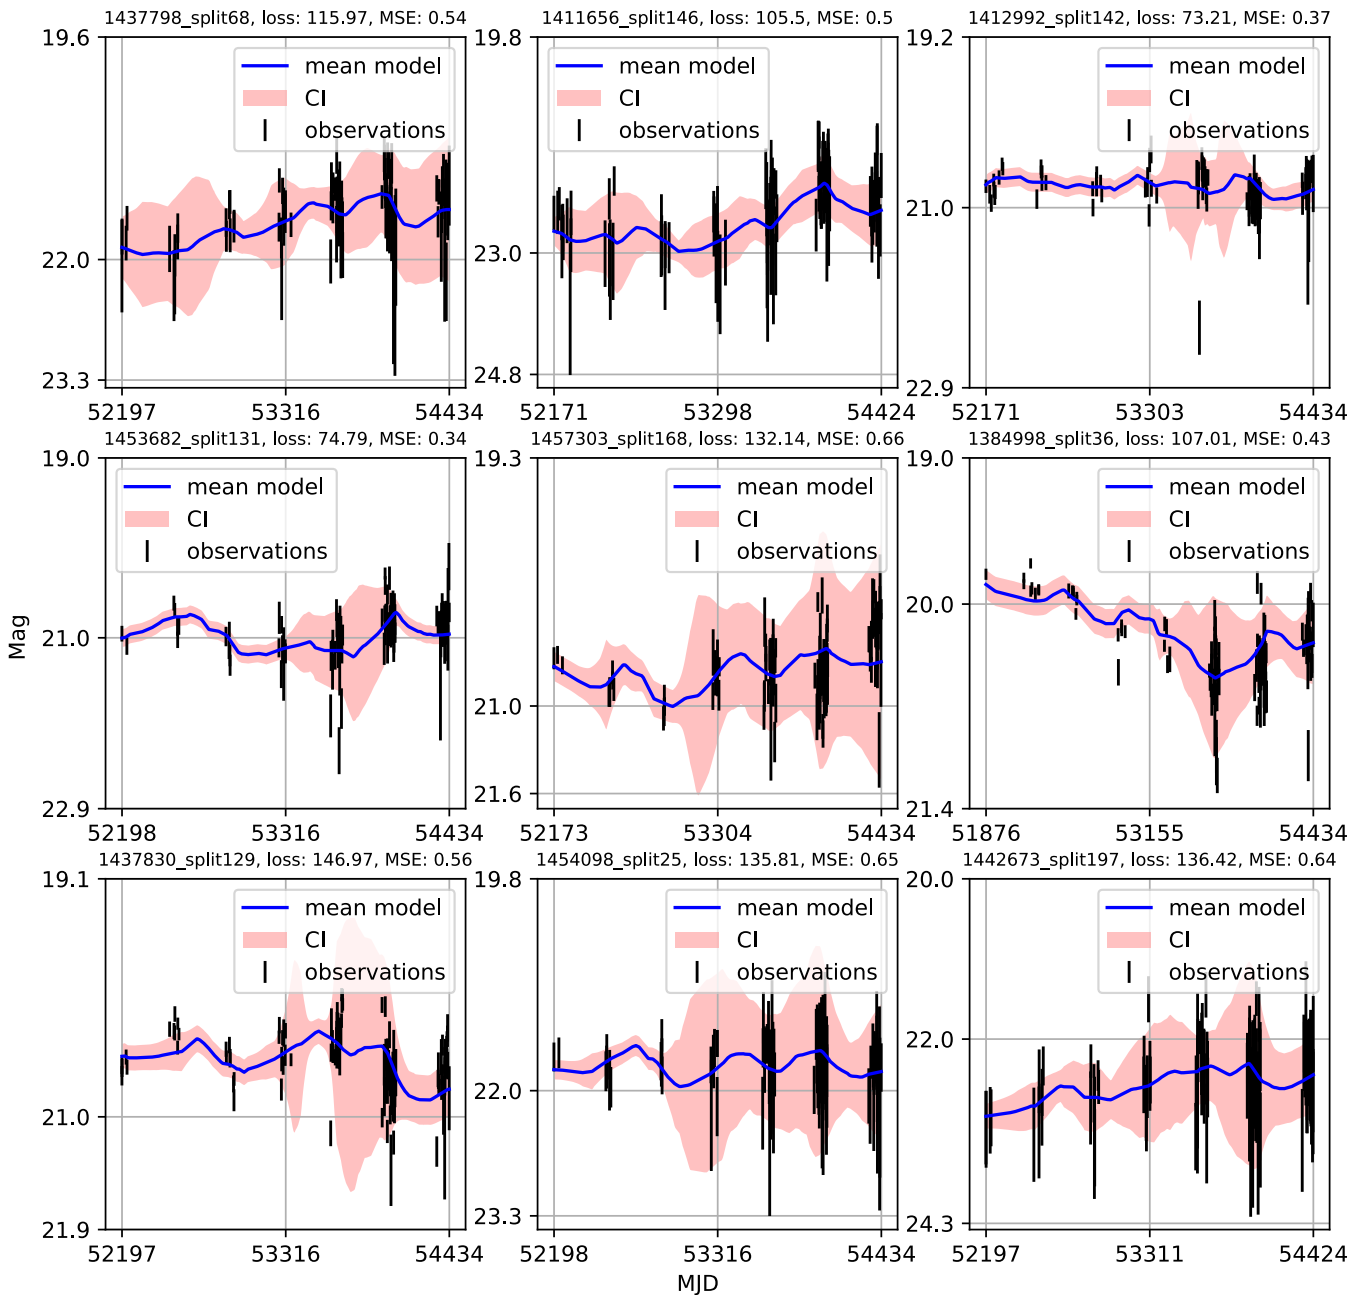 1437798_split68, loss: 115.97, MSE: 0.54
19.6
22.0
23.3
mean model
CI
observations
52197
53316
54434
1411656_split146, loss: 105.5, MSE: 0.5
19.8
23.0
24.8
mean model
CI
observations
52171
53298
54424
1412992_split142, loss: 73.21, MSE: 0.37
19.2
21.0
22.9
mean model
CI
observations
52171
53303
54434
Mag
1453682_split131, loss: 74.79, MSE: 0.34
19.0
21.0
22.9
mean model
CI
observations
52198
53316
54434
1457303_split168, loss: 132.14, MSE: 0.66
19.3
21.0
21.6
mean model
CI
observations
52173
53304
54434
1384998_split36, loss: 107.01, MSE: 0.43
19.0
20.0
21.4
mean model
CI
observations
51876
53155
54434
1437830_split129, loss: 146.97, MSE: 0.56
19.1
21.0
21.9
mean model
CI
observations
52197
53316
54434
1454098_split25, loss: 135.81, MSE: 0.65
19.8
22.0
23.3
mean model
CI
observations
52198
53316
54434
1442673_split197, loss: 136.42, MSE: 0.64
20.0
22.0
24.3
mean model
CI
observations
52197
53311
54424
MJD